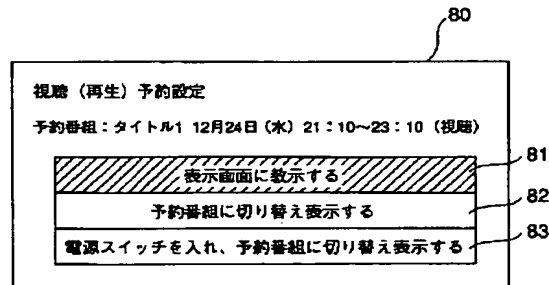 80
視聴(再生)予約設定
予約番組:タイトル1 12月24日(水)21:10~23:10(視聴)
表示画面に教示する 81
予約番組に切り替え表示する 82
電源スイッチを入れ、予約番組に切り替え表示する 83